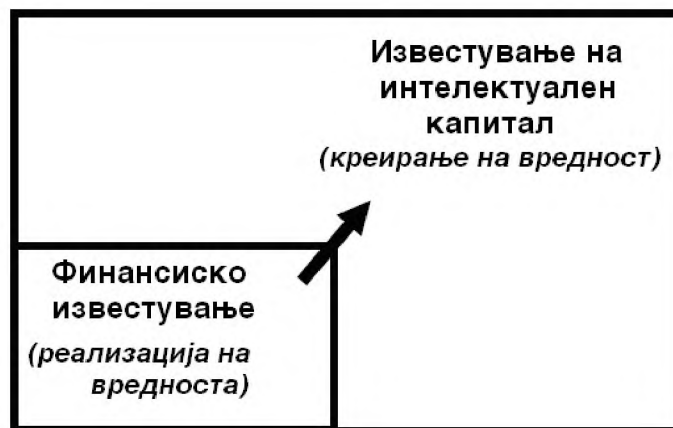 Известување на
интелектуален
капитал
(креирање на вредност)
Финансиско
известување
(реализација на
вредноста)